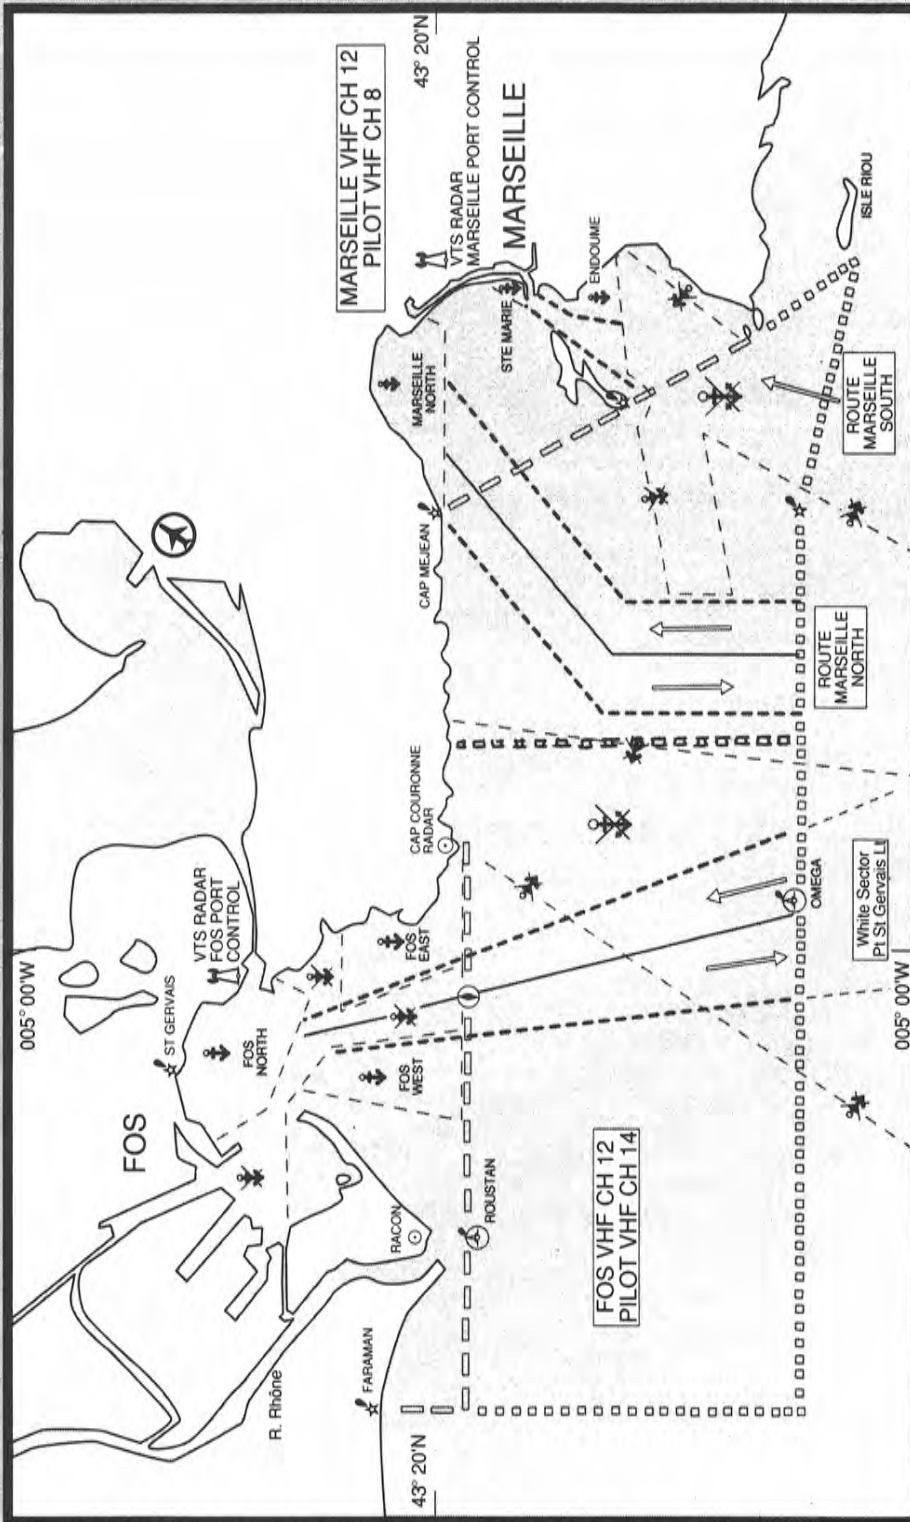 005° 00'W
MARSEILLE VHF CH 12
PILOT VHF CH 8
43° 20'N
VTS RADAR
MARSEILLE PORT CONTROL
MARSEILLE
FOS
ST GERVAIS
VTS RADAR
FOS PORT
CONTROL
FOS
NORTH
FOS
EAST
FOS
WEST
CAP COURONNE
RADAR
CAP MEJEAN
MARSEILLE
NORTH
STE MARIE
ENDOUME
ISLE RIOU
R. Rhône
FARAMAN
RACON
ROUSTAN
43° 20'N
FOS VHF CH 12
PILOT VHF CH 14
White Sector
Pt St Gervais Lt
OMEGA
ROUTE
MARSEILLE
NORTH
ROUTE
MARSEILLE
SOUTH
005° 00'W